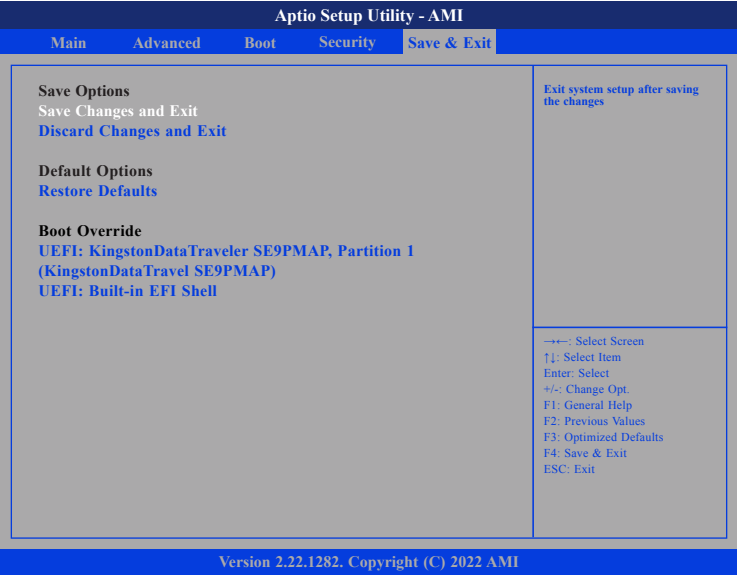 Aptio Setup Utility - AMI
Main Advanced Boot Security Save & Exit
Save Options
Save Changes and Exit
Discard Changes and Exit
Default Options
Restore Defaults
Boot Override
UEFI: KingstonDataTraveler SE9PMAP, Partition 1
(KingstonDataTravel SE9PMAP)
UEFI: Built-in EFI Shell
Exit system setup after saving
the changes
→←: Select Screen
↑↓: Select Item
Enter: Select
+/-: Change Opt.
F1: General Help
F2: Previous Values
F3: Optimized Defaults
F4: Save & Exit
ESC: Exit
Version 2.22.1282. Copyright (C) 2022 AMI